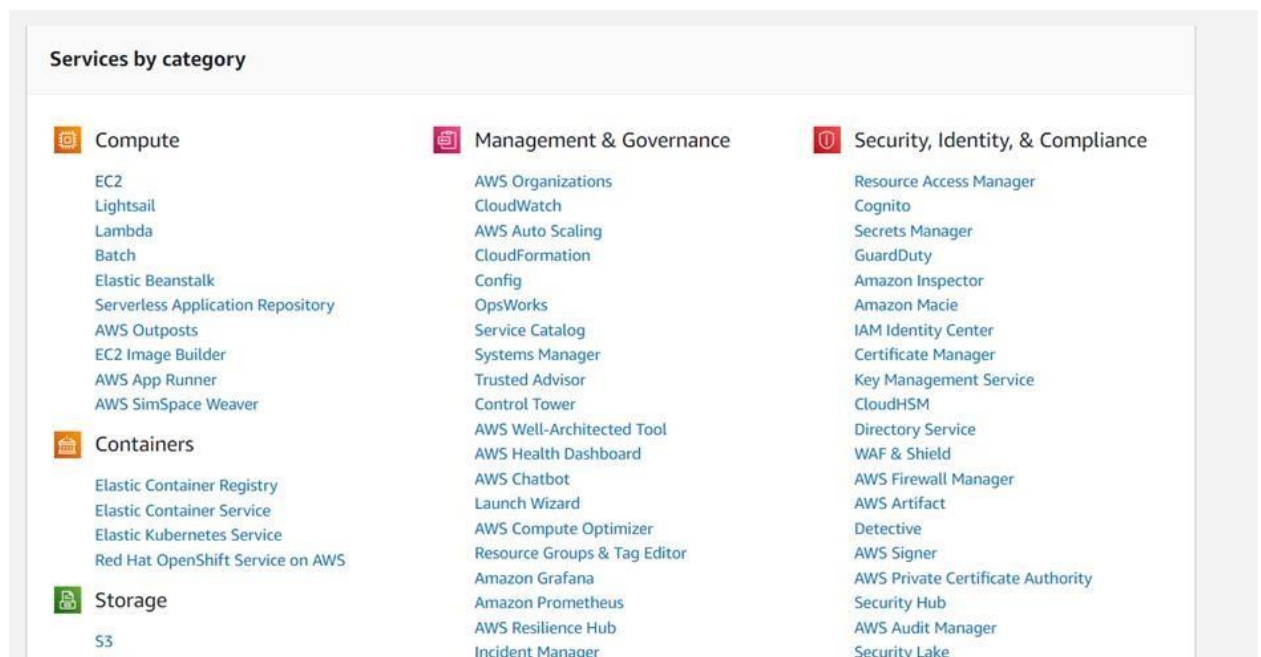 Services by category
Compute
EC2
Lightsail
Lambda
Batch
Elastic Beanstalk
Serverless Application Repository
AWS Outposts
EC2 Image Builder
AWS App Runner
AWS SimSpace Weaver
Containers
Elastic Container Registry
Elastic Container Service
Elastic Kubernetes Service
Red Hat OpenShift Service on AWS
Storage
S3
Management & Governance
AWS Organizations
CloudWatch
AWS Auto Scaling
CloudFormation
Config
OpsWorks
Service Catalog
Systems Manager
Trusted Advisor
Control Tower
AWS Well-Architected Tool
AWS Health Dashboard
AWS Chatbot
Launch Wizard
AWS Compute Optimizer
Resource Groups & Tag Editor
Amazon Grafana
Amazon Prometheus
AWS Resilience Hub
Incident Manager
Security, Identity, & Compliance
Resource Access Manager
Cognito
Secrets Manager
GuardDuty
Amazon Inspector
Amazon Macie
IAM Identity Center
Certificate Manager
Key Management Service
CloudHSM
Directory Service
WAF & Shield
AWS Firewall Manager
AWS Artifact
Detective
AWS Signer
AWS Private Certificate Authority
Security Hub
AWS Audit Manager
Security Lake